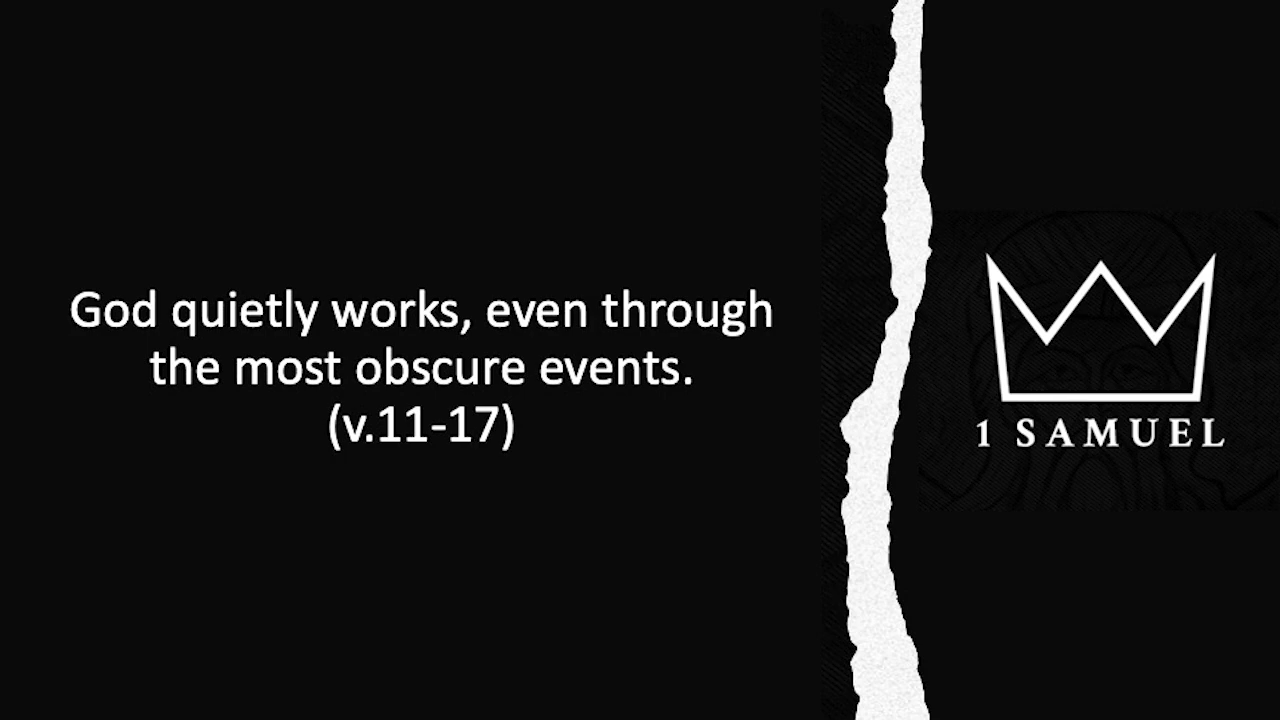 God quietly works, even through
the most obscure events.
(v.11-17)
1 SAMUEL